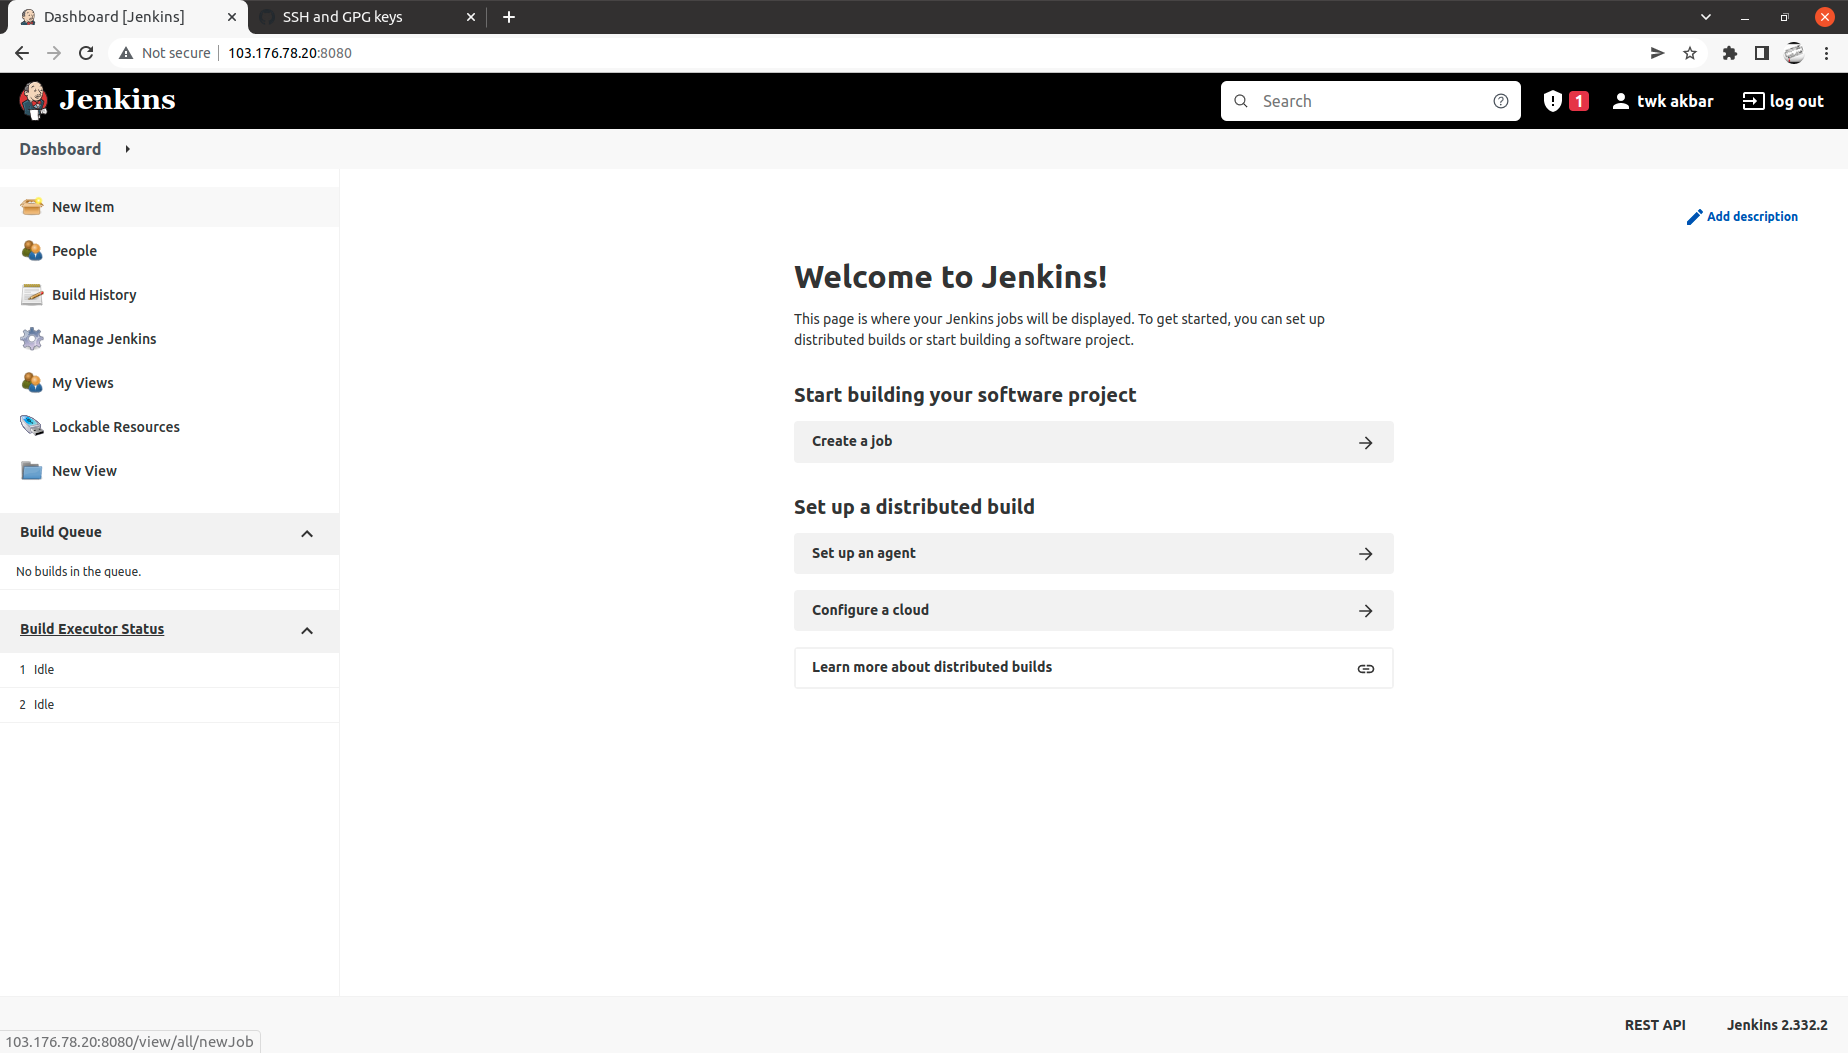 Dashboard [Jenkins]
SSH and GPG keys
Not secure
103.176.78.20:8080
Jenkins
Search
1
twk akbar
log out
Dashboard
New Item
People
Build History
Manage Jenkins
My Views
Lockable Resources
New View
Build Queue
No builds in the queue.
Build Executor Status
1 Idle
2 Idle
Add description
Welcome to Jenkins!
This page is where your Jenkins jobs will be displayed. To get started, you can set up
distributed builds or start building a software project.
Start building your software project
Create a job
Set up a distributed build
Set up an agent
Configure a cloud
Learn more about distributed builds
REST API
Jenkins 2.332.2
103.176.78.20:8080/view/all/newJob